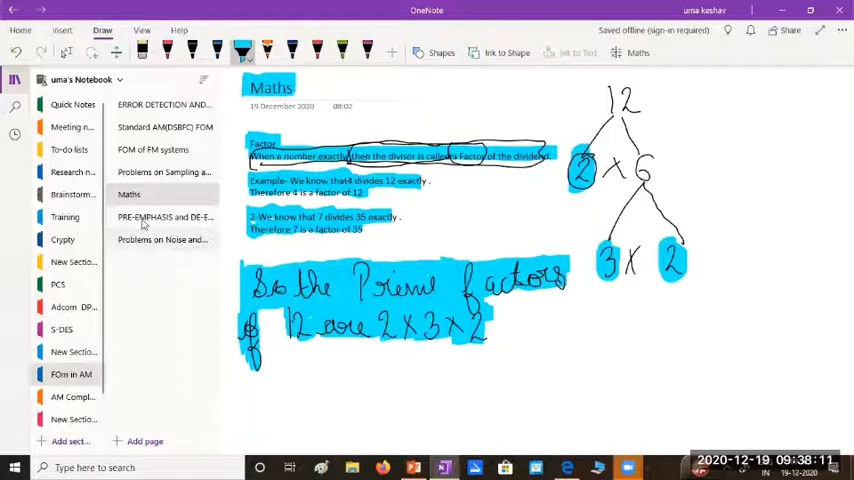 OneNote
uma keshav
Home
Insert
Draw
View
Help
Saved offline (sign-in required)
Share
Shapes
Ink to Shape
Ink to Text
Maths
uma's Notebook
Quick Notes
Meeting n...
To-do lists
Research n...
Brainstorm...
Training
Crypty
New Sectio...
PCS
Adcom DP...
S-DES
New Sectio...
FOm in AM
AM Compl...
New Sectio...
Add sect...
ERROR DETECTION AND...
Standard AM(DSBFC) FOM
FOM of FM systems
Problems on Sampling a...
Maths
PRE-EMPHASIS and DE-E...
Problems on Noise and...
Add page
Maths
19 December 2020 08:02
Factor
When a number exactly then the divisor is called a Factor of the dividend.
Example- We know that4 divides 12 exactly .
Therefore 4 is a factor of 12
2-We know that 7 divides 35 exactly .
Therefore 7 is a factor of 35
So the Prime factors
of 12 are 2 x 3 x 2
12
2 x 6
3 x 2
Type here to search
2020-12-19 09:38:11
IN 19-12-2020